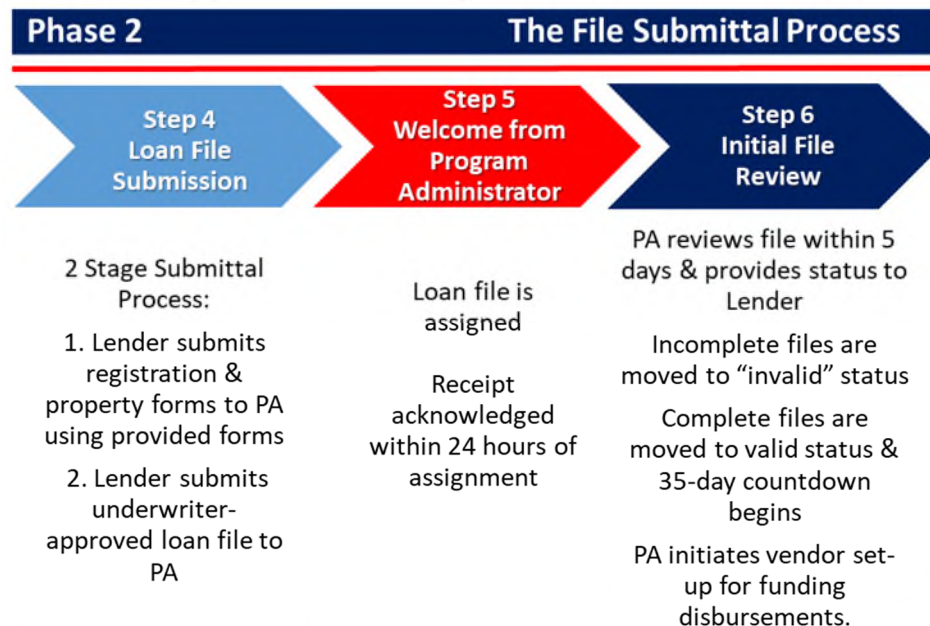 Phase 2
The File Submittal Process
Step 4
Loan File
Submission
Step 5
Welcome from
Program
Administrator
Step 6
Initial File
Review
2 Stage Submittal
Process:
1. Lender submits
registration &
property forms to PA
using provided forms
2. Lender submits
underwriter-
approved loan file to
PA
Loan file is
assigned
Receipt
acknowledged
within 24 hours of
assignment
PA reviews file within 5
days & provides status to
Lender
Incomplete files are
moved to “invalid” status
Complete files are
moved to valid status &
35-day countdown
begins
PA initiates vendor set-
up for funding
disbursements.